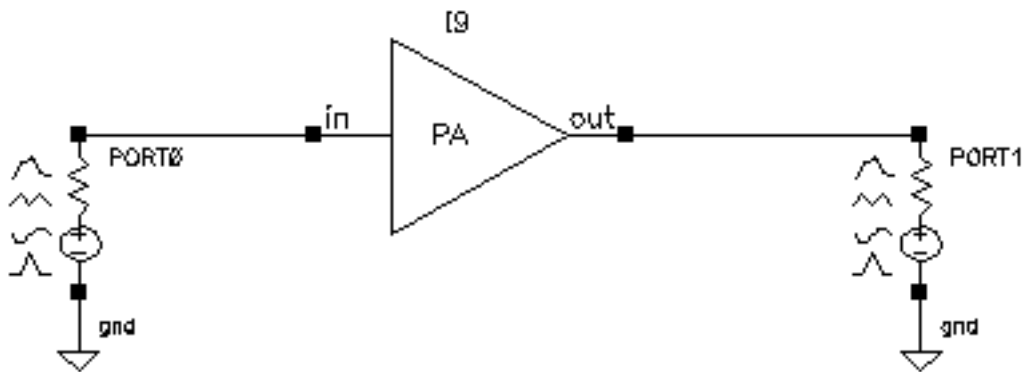 I9
in
PA
out
PORT0
PORT1
gnd
gnd